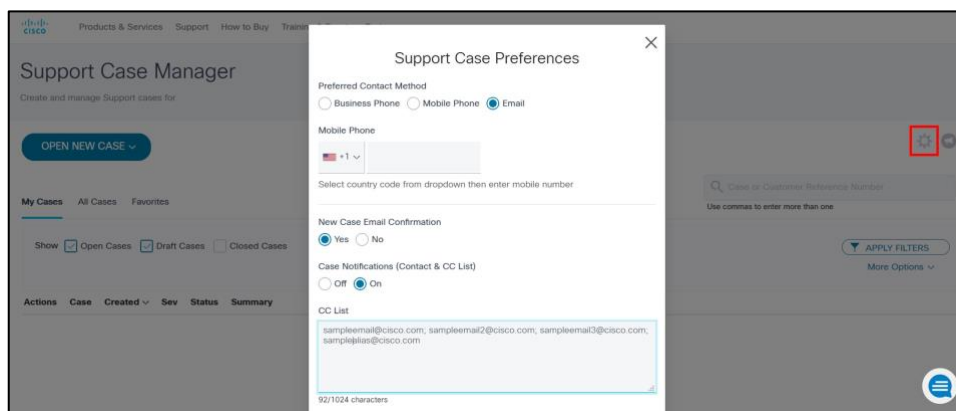 cisco
Products & Services Support How to Buy
Support Case Manager
Create and manage Support cases for
OPEN NEW CASE
My Cases All Cases Favorites
Show Open Cases Draft Cases Closed Cases
Actions Case Created Sev Status Summary
Support Case Preferences
Preferred Contact Method
Business Phone Mobile Phone Email
Mobile Phone
+1
Select country code from dropdown then enter mobile number
New Case Email Confirmation
Yes No
Case Notifications (Contact & CC List)
Off On
CC List
sampleemail@cisco.com; sampleemail2@cisco.com; sampleemail3@cisco.com;
samplealias@cisco.com
92/1024 characters
Case or Customer Reference Number
Use commas to enter more than one
APPLY FILTERS
More Options